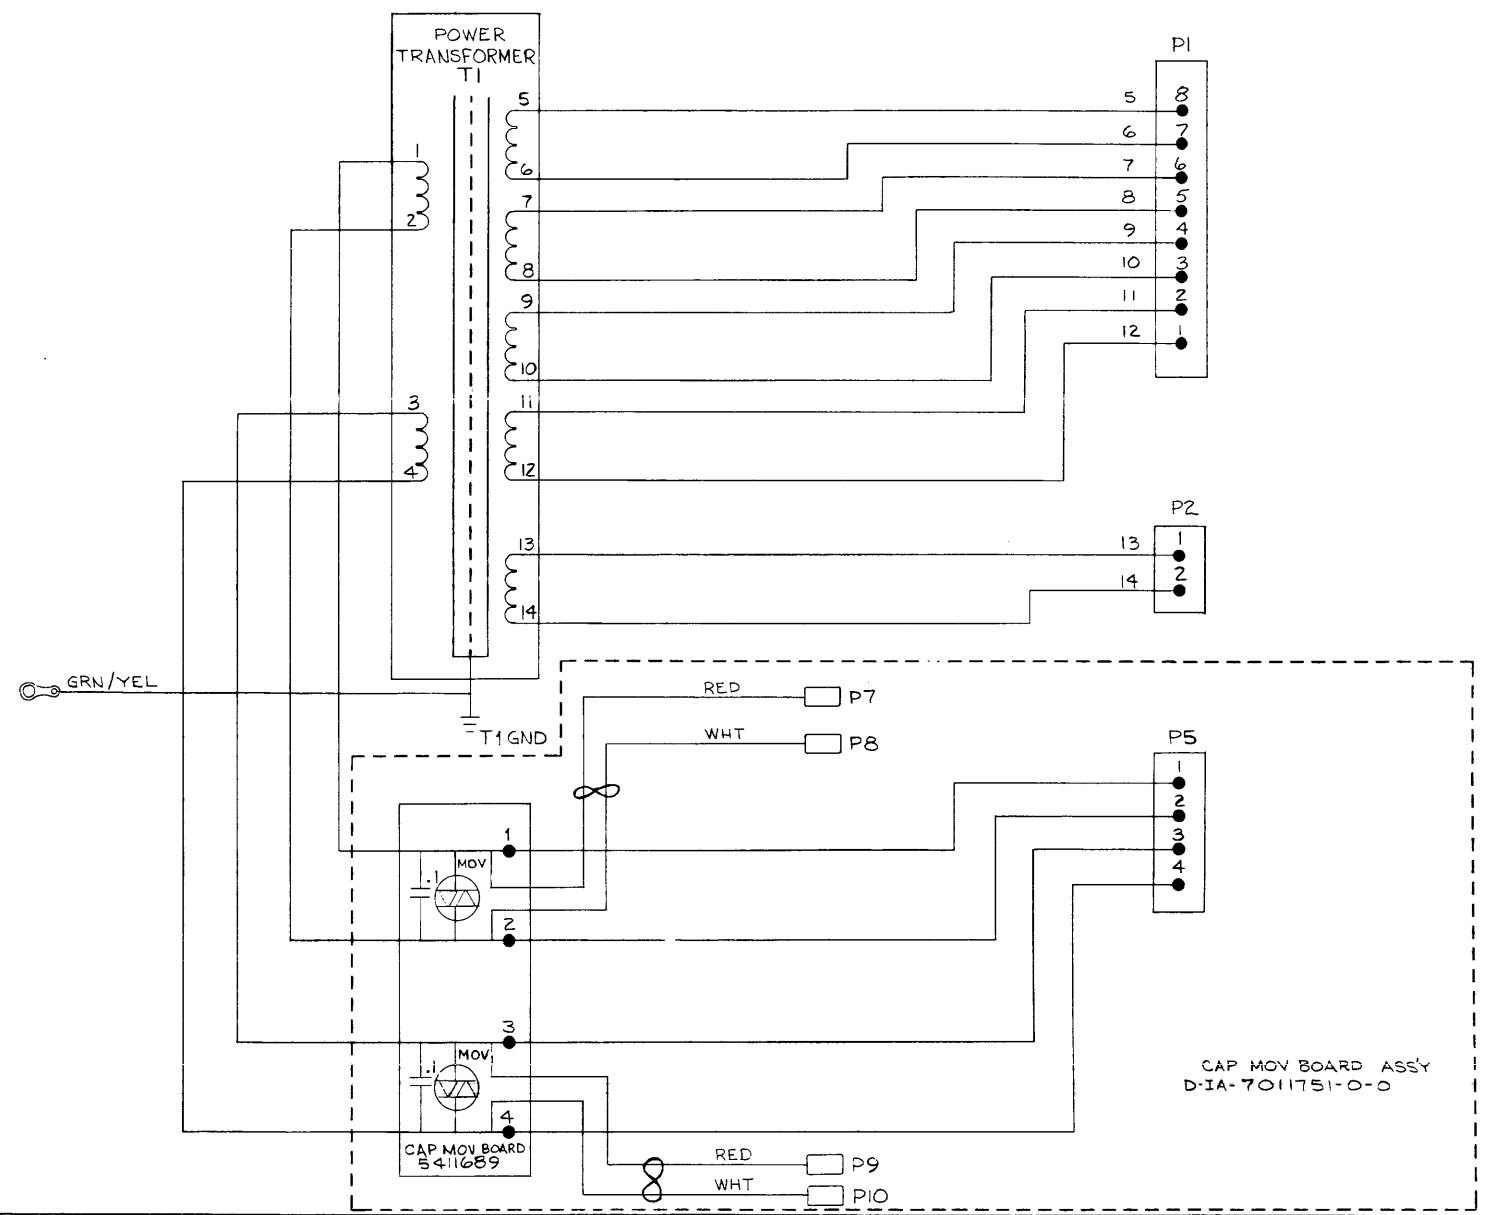 POWER
TRANSFORMER
T1
P1
5
5
8
6
7
1
6
7
6
7
8
5
2
9
4
8
10
3
9
11
2
12
1
10
3
11
4
12
P2
13
13
1
14
2
14
GRN/YEL
T1 GND
RED
P7
WHT
P8
P5
1
2
3
4
1
MOV
.1
2
3
MOV
.1
4
CAP MOV BOARD
5411689
CAP MOV BOARD ASS'Y
D-IA-7011751-0-0
RED
P9
WHT
P10